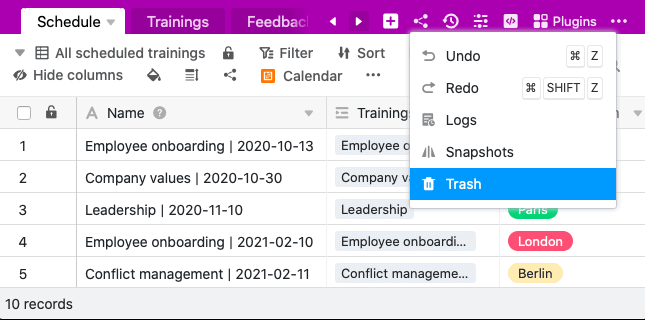 Schedule Trainings Feedback Plugins
All scheduled trainings Filter Sort
Hide columns Calendar
Undo ⌘ Z
Redo ⌘ SHIFT Z
Logs
Snapshots
Trash
Name Training
1 Employee onboarding | 2020-10-13 Employee o
2 Company values | 2020-10-30 Company va
3 Leadership | 2020-11-10 Leadership Paris
4 Employee onboarding | 2021-02-10 Employee onboardi... London
5 Conflict management | 2021-02-11 Conflict manageme... Berlin
10 records